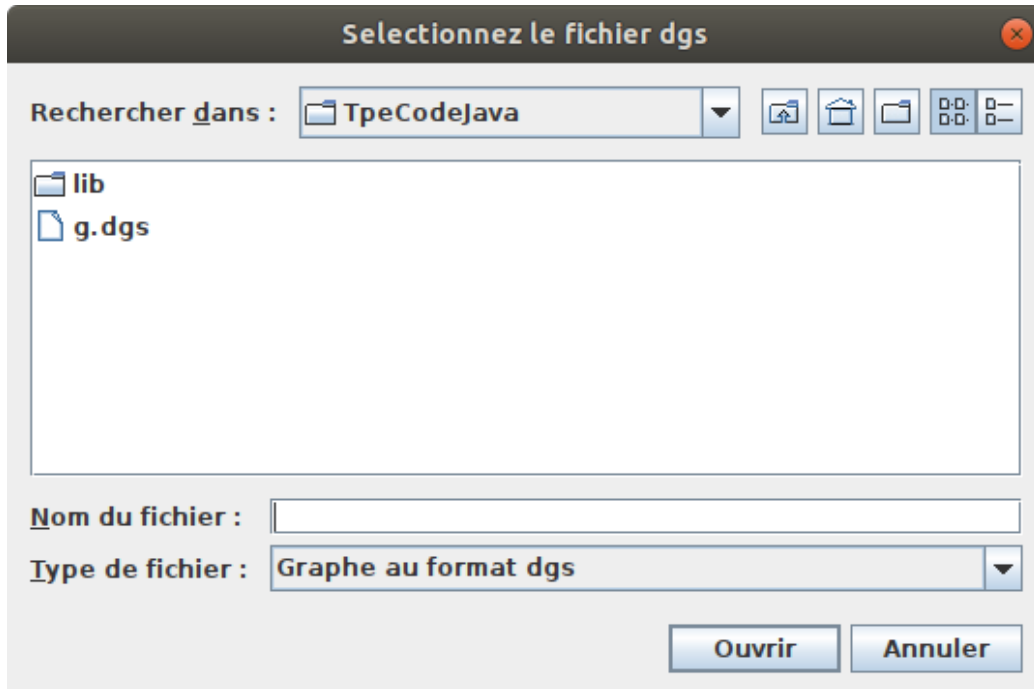 Selectionnez le fichier dgs
Rechercher dans : TpeCodeJava
lib
g.dgs
Nom du fichier :
Type de fichier : Graphe au format dgs
Ouvrir Annuler